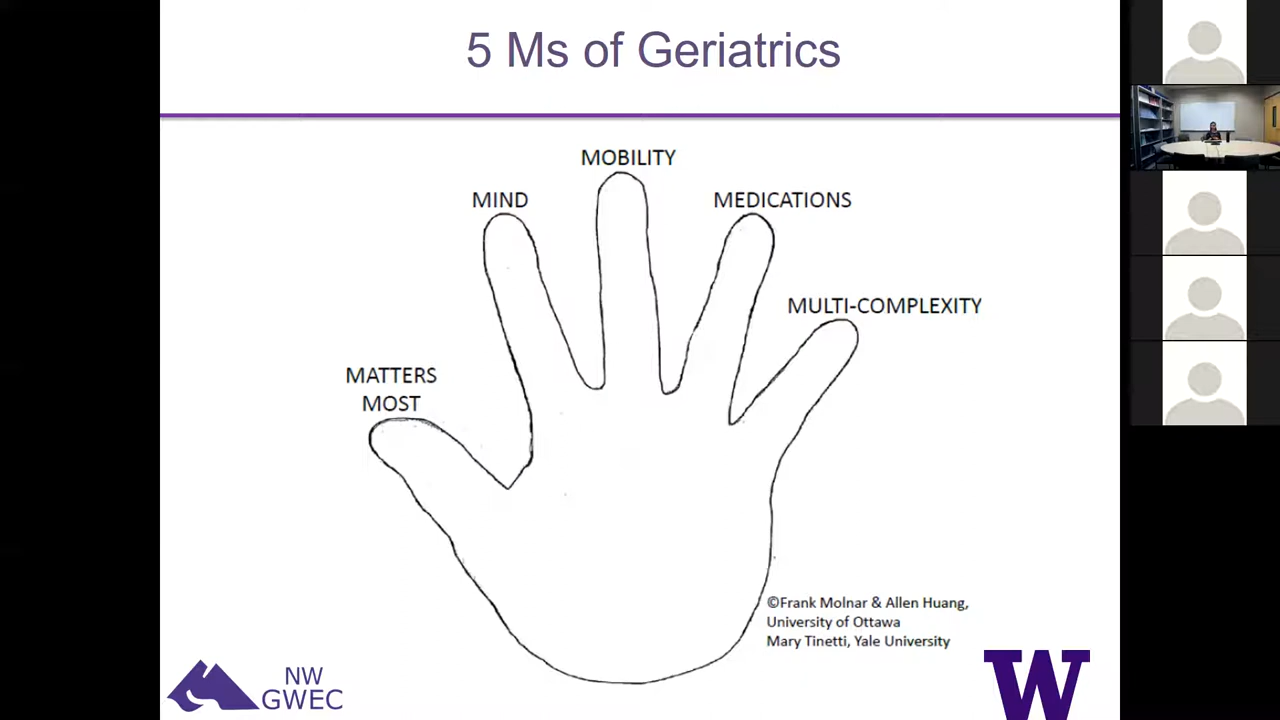 5 Ms of Geriatrics
MOBILITY
MIND
MEDICATIONS
MULTI-COMPLEXITY
MATTERS
MOST
©Frank Molnar & Allen Huang,
University of Ottawa
Mary Tinetti, Yale University
NW
GWEC
W